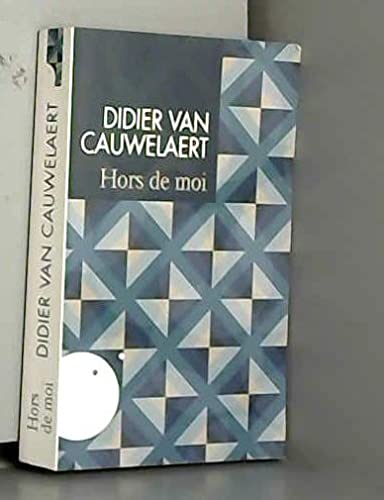 DIDIER VAN
CAUWELAERT
Hors de moi
DIDIER VAN CAUWELAERT
Hors
de moi